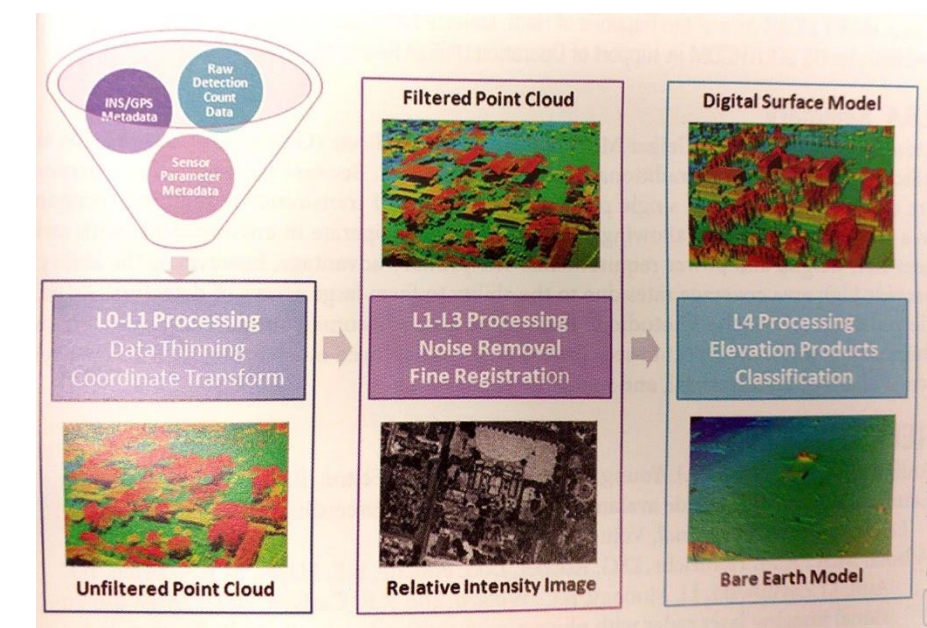 INS/GPS
Metadata
Raw
Detection
Count
Data
Sensor
Parameter
Metadata
L0-L1 Processing
Data Thinning
Coordinate Transform
Unfiltered Point Cloud
Filtered Point Cloud
L1-L3 Processing
Noise Removal
Fine Registration
Relative Intensity Image
Digital Surface Model
L4 Processing
Elevation Products
Classification
Bare Earth Model